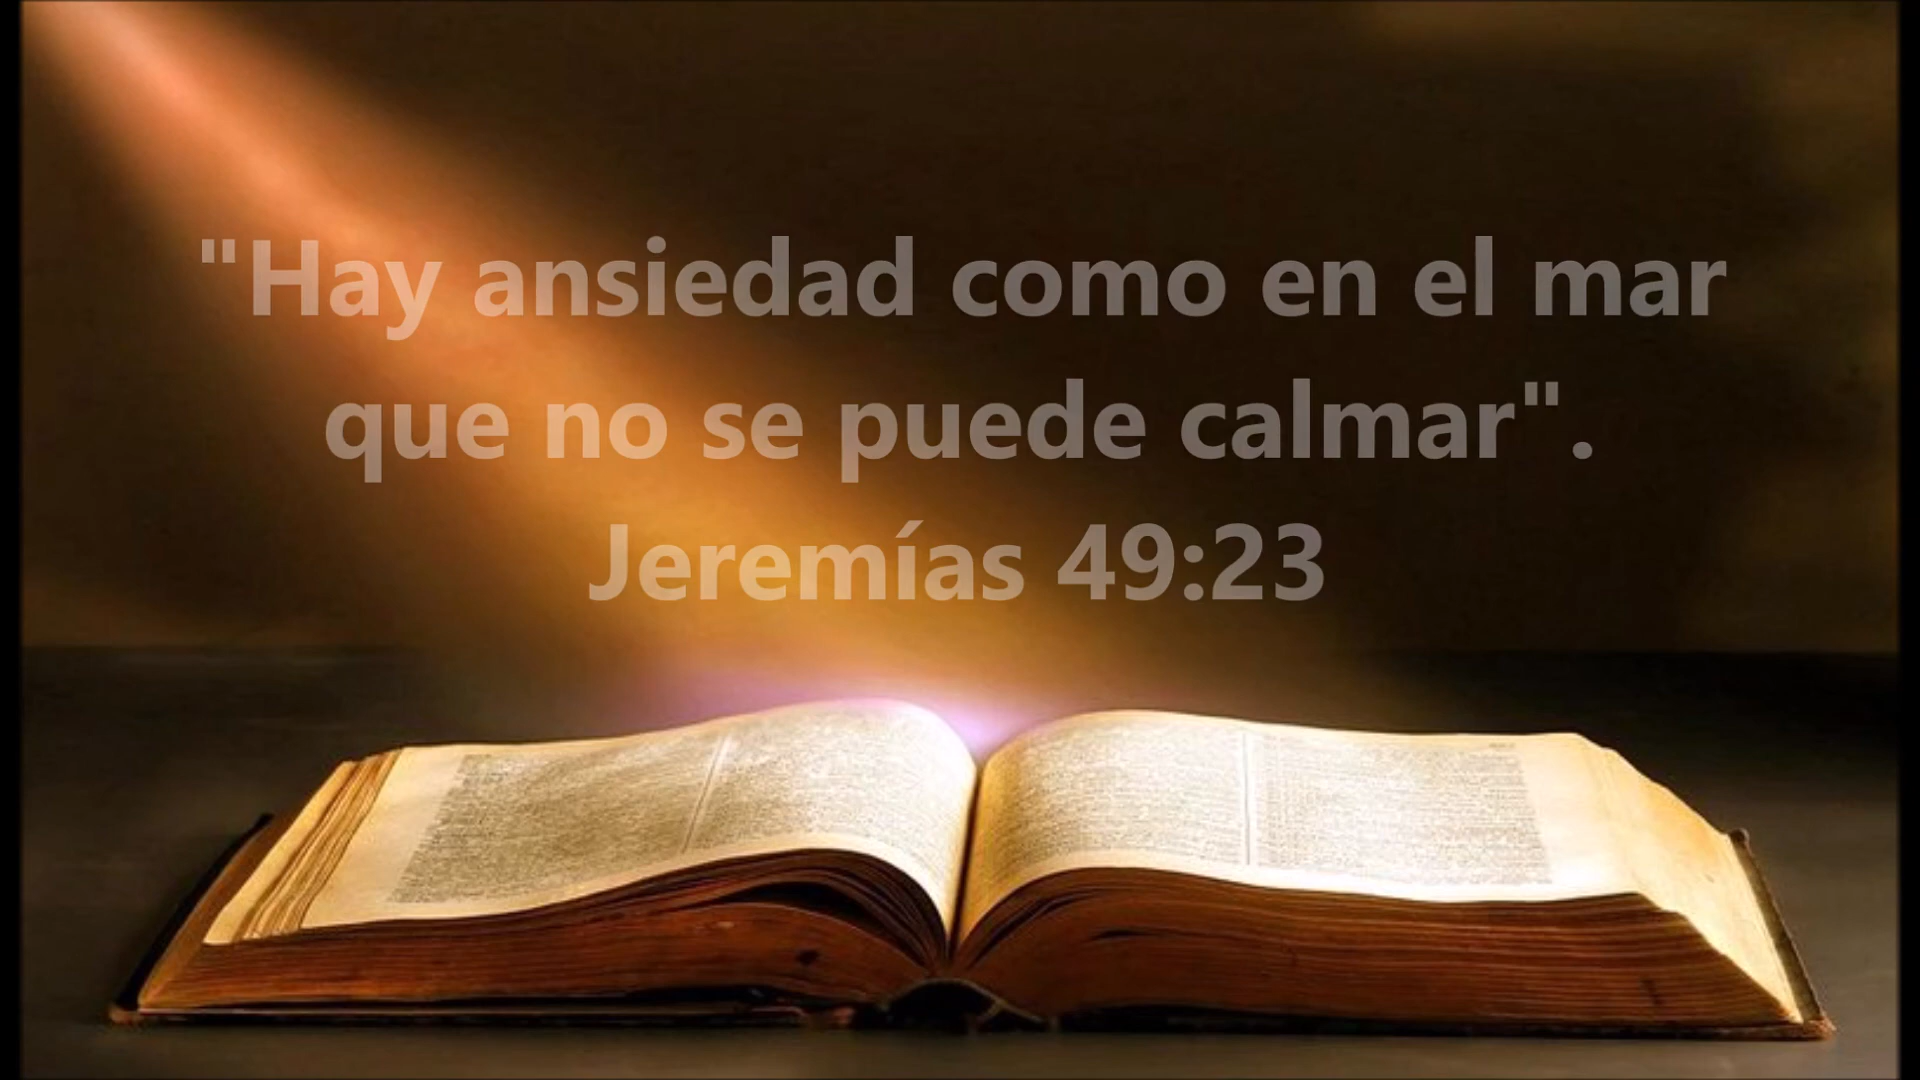 "Hay ansiedad como en el mar
que no se puede calmar".
Jeremías 49:23